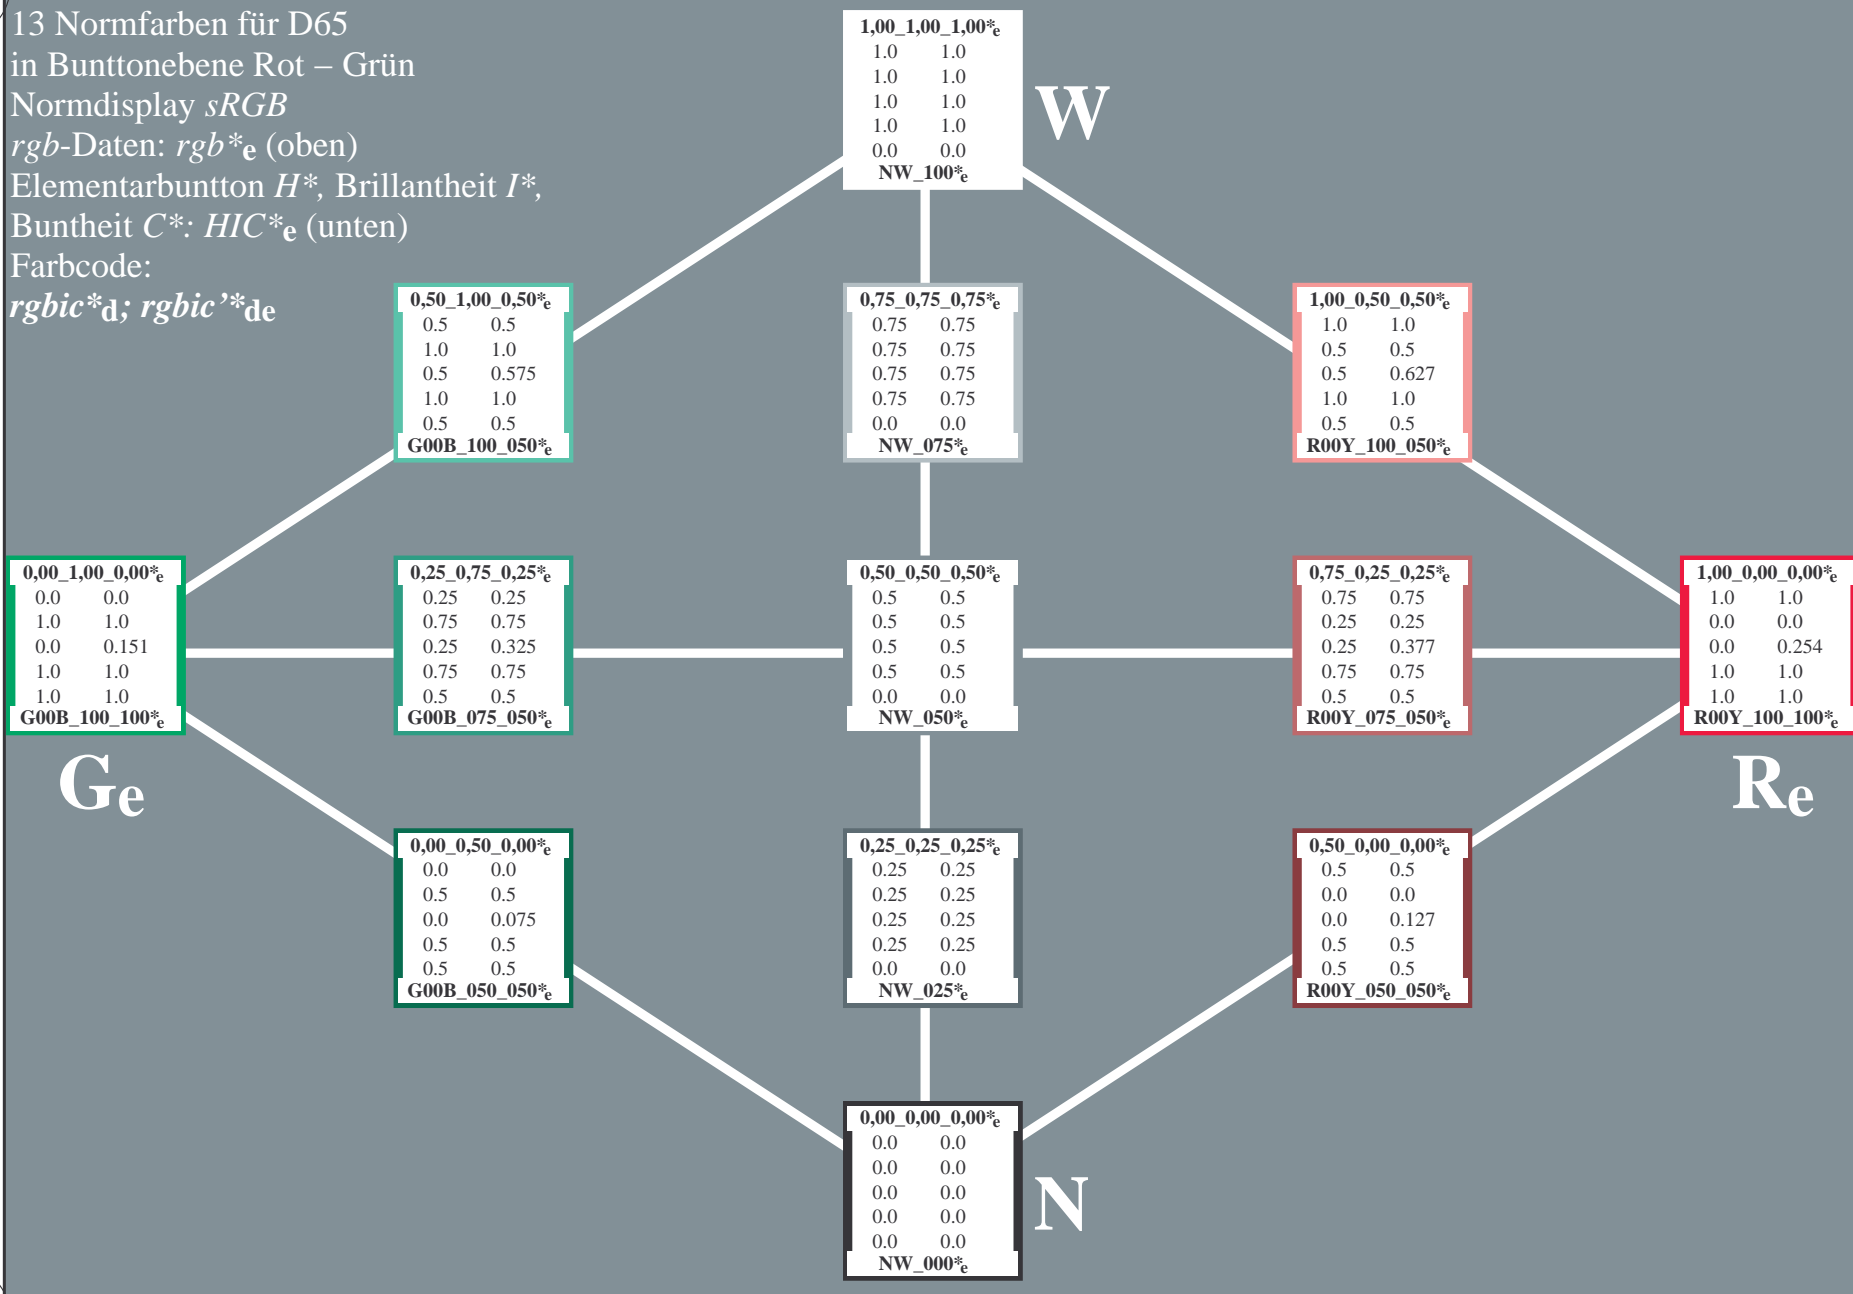 13 Normfarben für D65
in Bunttonebene Rot – Grün
Normdisplay sRGB
rgb-Daten: rgb*e (oben)
Elementarbuntton H*, Brillantheit I*,
Buntheit C*: HIC*e (unten)
Farbcode:
rgbic*d; rgbic’*de
1,00_1,00_1,00*e
1.0 1.0
1.0 1.0
1.0 1.0
1.0 1.0
0.0 0.0
NW_100*e
W
0,50_1,00_0,50*e
0.5 0.5
1.0 1.0
0.5 0.575
1.0 1.0
0.5 0.5
G00B_100_050*e
0,75_0,75_0,75*e
0.75 0.75
0.75 0.75
0.75 0.75
0.75 0.75
0.0 0.0
NW_075*e
1,00_0,50_0,50*e
1.0 1.0
0.5 0.5
0.5 0.627
1.0 1.0
0.5 0.5
R00Y_100_050*e
0,00_1,00_0,00*e
0.0 0.0
1.0 1.0
0.0 0.151
1.0 1.0
1.0 1.0
G00B_100_100*e
Ge
0,25_0,75_0,25*e
0.25 0.25
0.75 0.75
0.25 0.325
0.75 0.75
0.5 0.5
G00B_075_050*e
0,50_0,50_0,50*e
0.5 0.5
0.5 0.5
0.5 0.5
0.5 0.5
0.0 0.0
NW_050*e
0,75_0,25_0,25*e
0.75 0.75
0.25 0.25
0.25 0.377
0.75 0.75
0.5 0.5
R00Y_075_050*e
1,00_0,00_0,00*e
1.0 1.0
0.0 0.0
0.0 0.254
1.0 1.0
1.0 1.0
R00Y_100_100*e
Re
0,00_0,50_0,00*e
0.0 0.0
0.5 0.5
0.0 0.075
0.5 0.5
0.5 0.5
G00B_050_050*e
0,25_0,25_0,25*e
0.25 0.25
0.25 0.25
0.25 0.25
0.25 0.25
0.0 0.0
NW_025*e
0,50_0,00_0,00*e
0.5 0.5
0.0 0.0
0.0 0.127
0.5 0.5
0.5 0.5
R00Y_050_050*e
0,00_0,00_0,00*e
0.0 0.0
0.0 0.0
0.0 0.0
0.0 0.0
0.0 0.0
NW_000*e
N